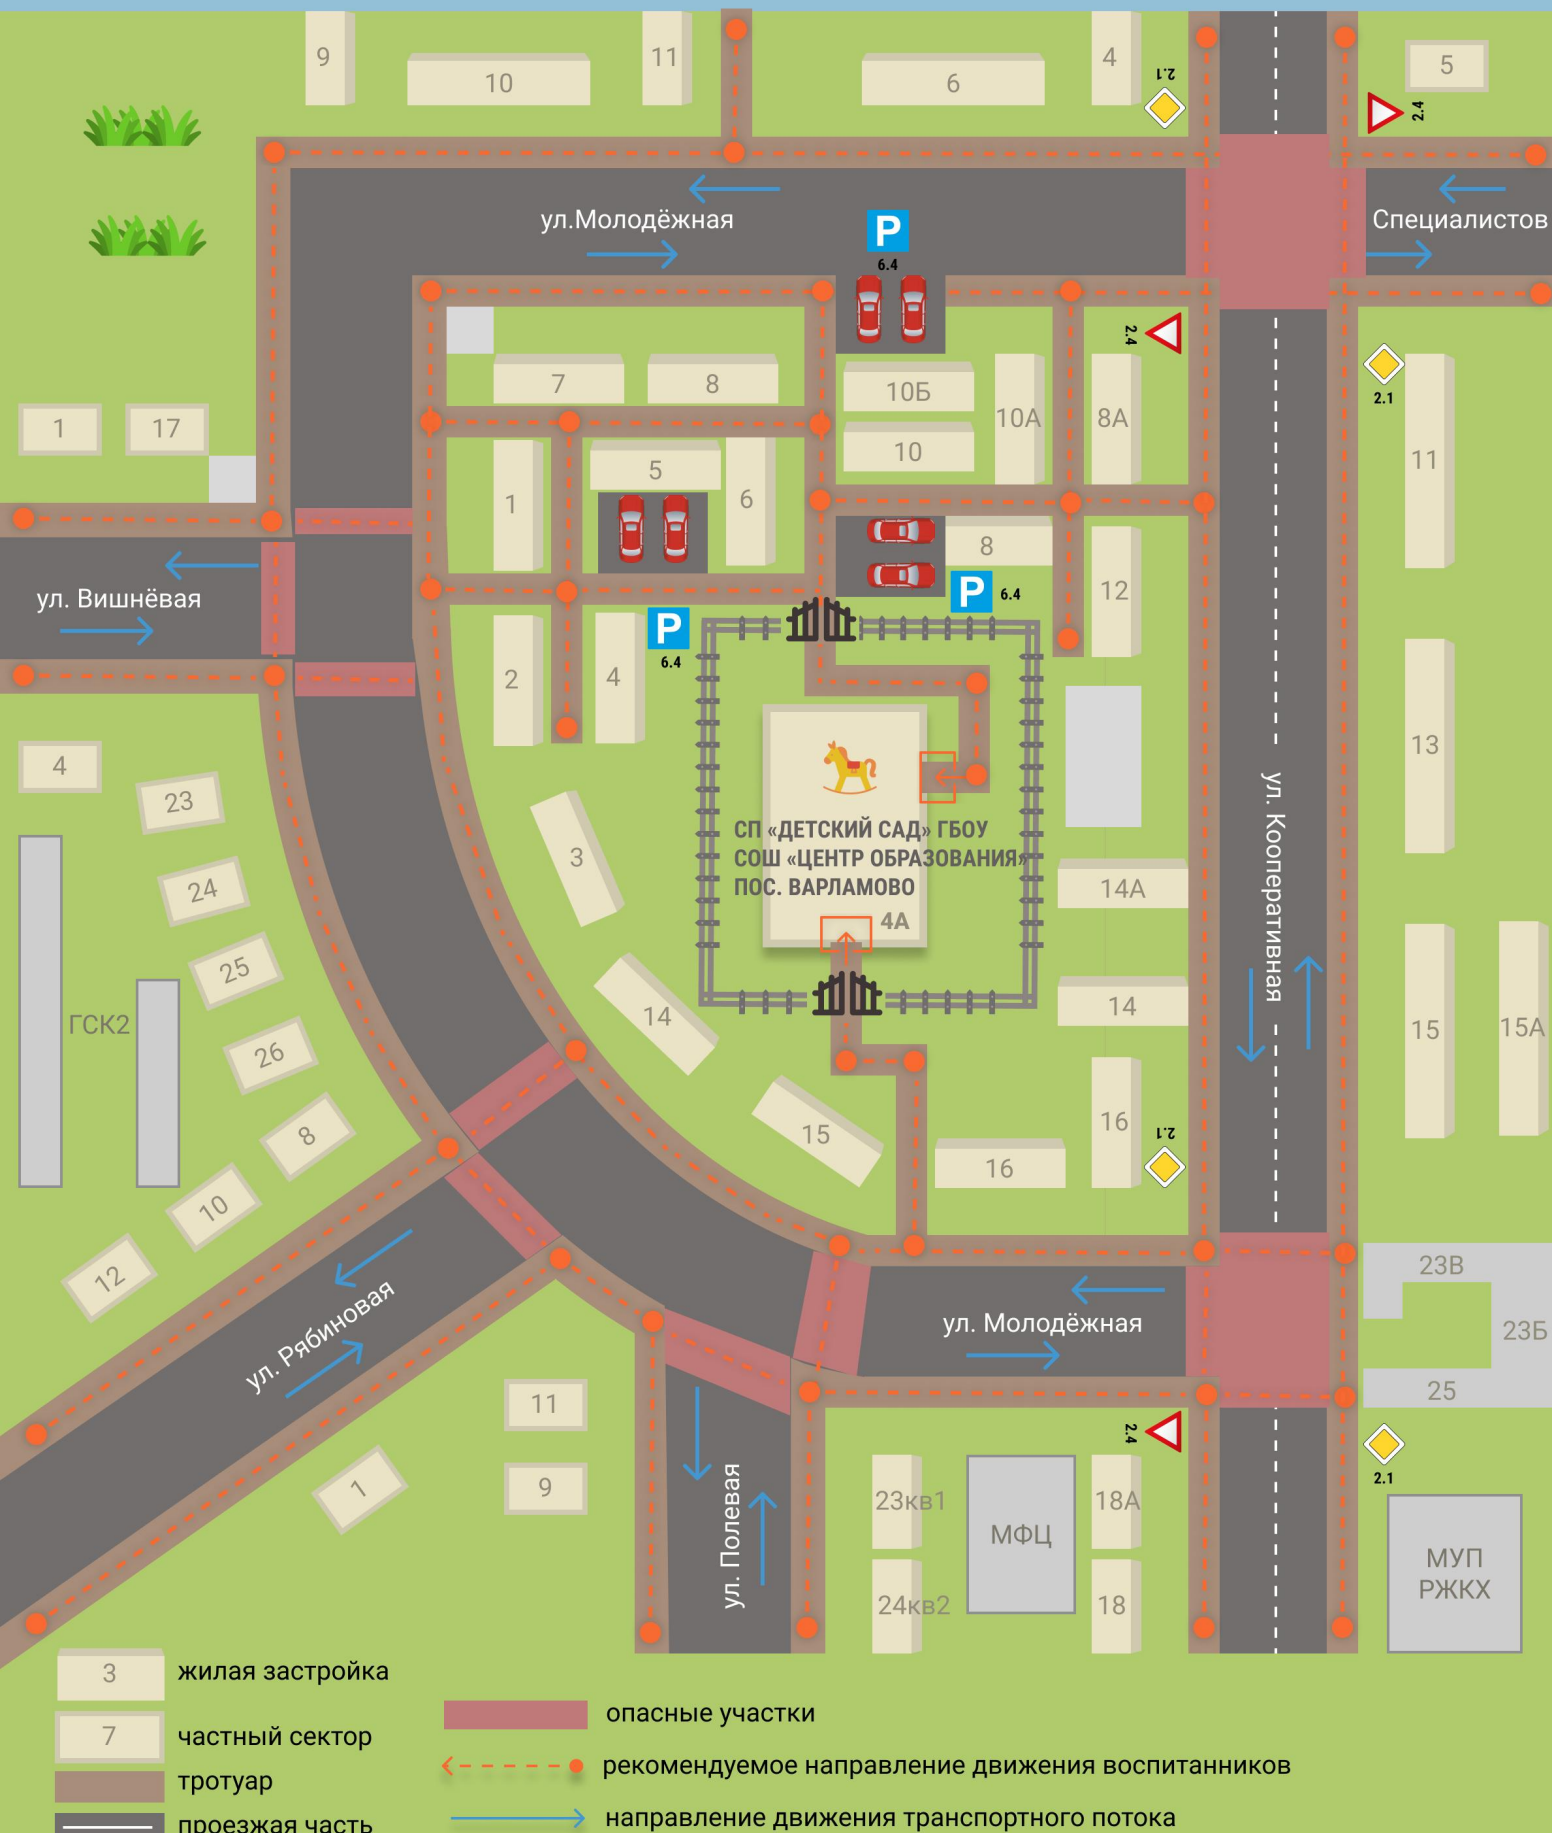 9
10
11
6
4
2.1
5
2.4
ул.Молодёжная
P
6.4
Специалистов
2.4
2.1
7
8
10Б
10А
8А
10
11
1
17
1
5
6
8
12
P
6.4
ул. Вишнёвая
P
6.4
2
4
4
23
24
25
26
8
10
12
ГСК2
3
14
15
СП «ДЕТСКИЙ САД» ГБОУ
СОШ «ЦЕНТР ОБРАЗОВАНИЯ»
ПОС. ВАРЛАМОВО
4А
13
14А
14
ул. Кооперативная
15
15А
16
16
2.1
23В
23Б
25
ул. Молодёжная
ул. Рябиновая
2.4
2.1
11
9
1
ул. Полевая
23кв1
24кв2
МФЦ
18А
18
МУП
РЖКХ
3
жилая застройка
7
частный сектор
тротуар
проезжая часть
опасные участки
рекомендуемое направление движения воспитанников
направление движения транспортного потока